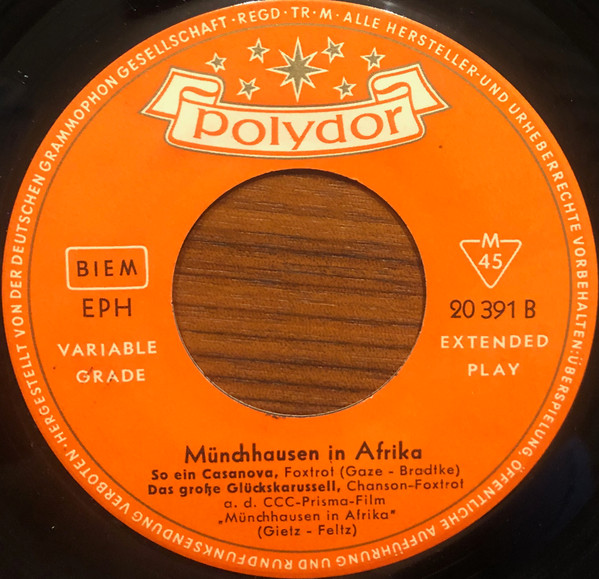 HERGESTELLT VON DER DEUTSCHEN GRAMMOPHON GESELLSCHAFT · REGD · TR · M · ALLE HERSTELLER- UND URHEBERRECHTE VORBEHALTEN: ÜBERSPIELUNG, ÖFFENTLICHE AUFFÜHRUNG UND RUNDFUNKSENDUNG VERBOTEN ·
polydor
BIEM
EPH
VARIABLE
GRADE
M
45
20 391 B
EXTENDED
PLAY
Münchhausen in Afrika
So ein Casanova, Foxtrot (Gaze - Bradtke)
Das große Glückskarussell, Chanson-Foxtrot
a. d. CCC-Prisma-Film
„Münchhausen in Afrika"
(Gietz - Feltz)